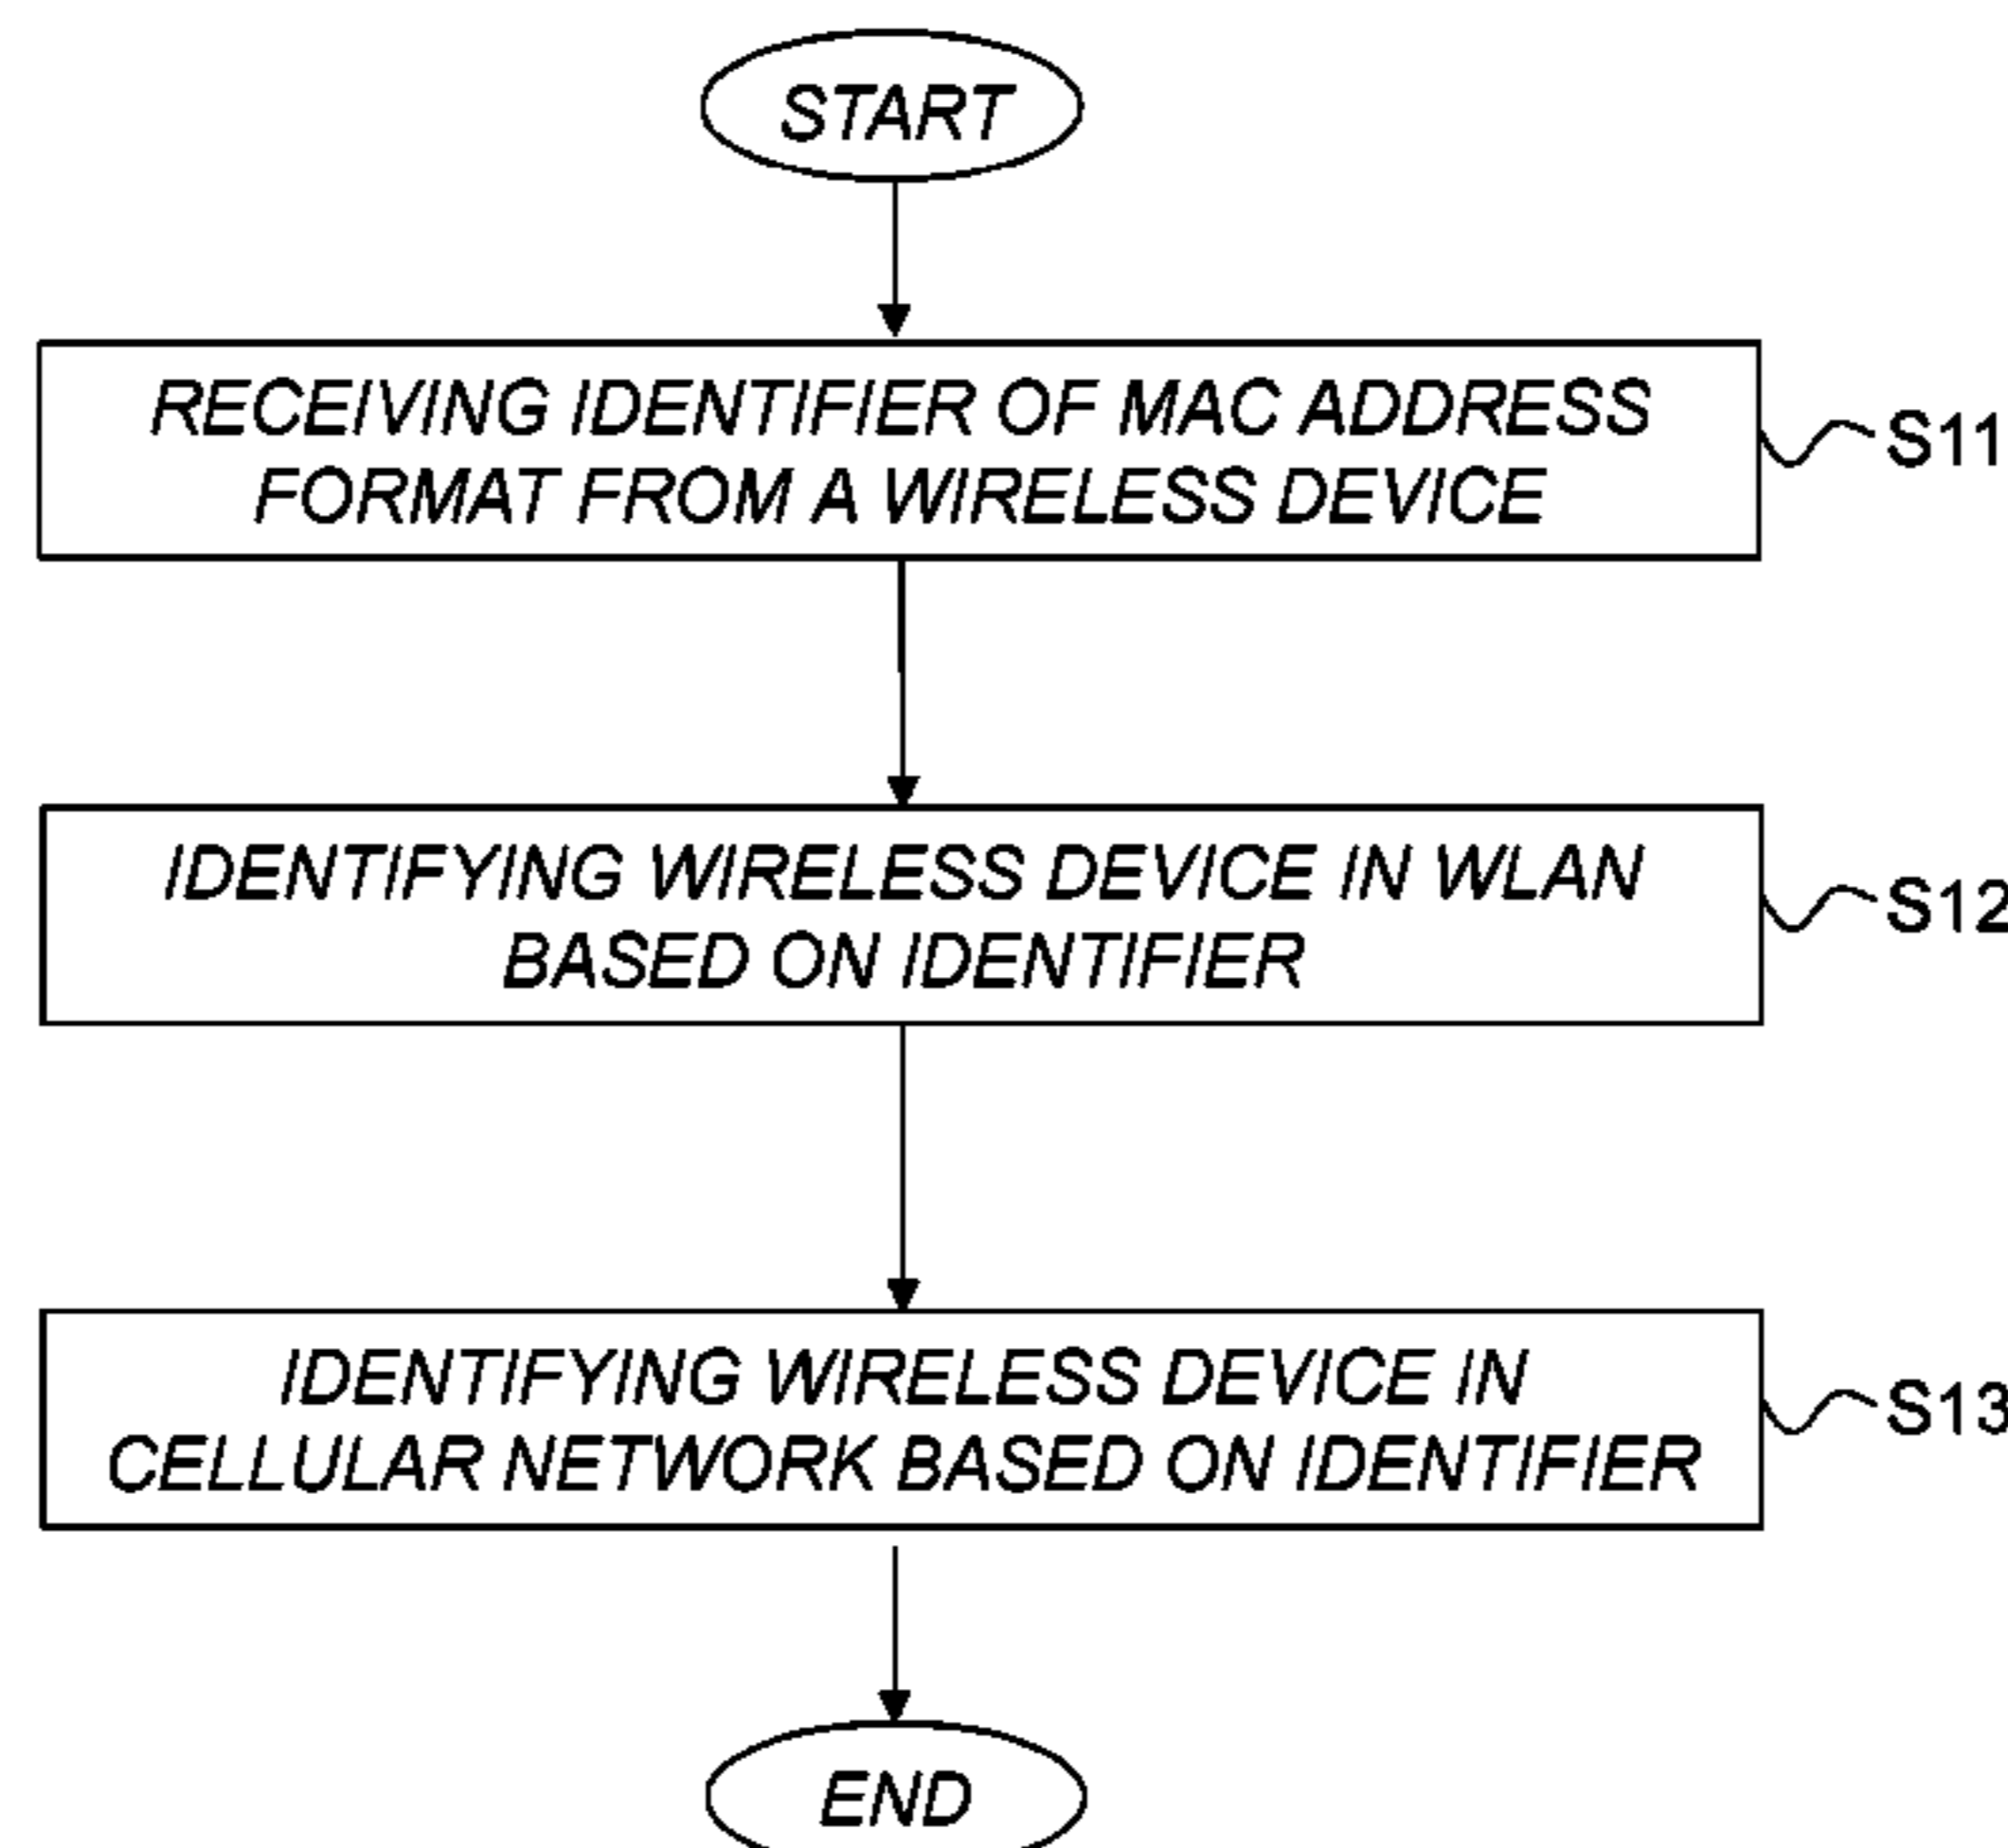 START
RECEIVING IDENTIFIER OF MAC ADDRESS
FORMAT FROM A WIRELESS DEVICE
S11
IDENTIFYING WIRELESS DEVICE IN WLAN
BASED ON IDENTIFIER
S12
IDENTIFYING WIRELESS DEVICE IN
CELLULAR NETWORK BASED ON IDENTIFIER
S13
END